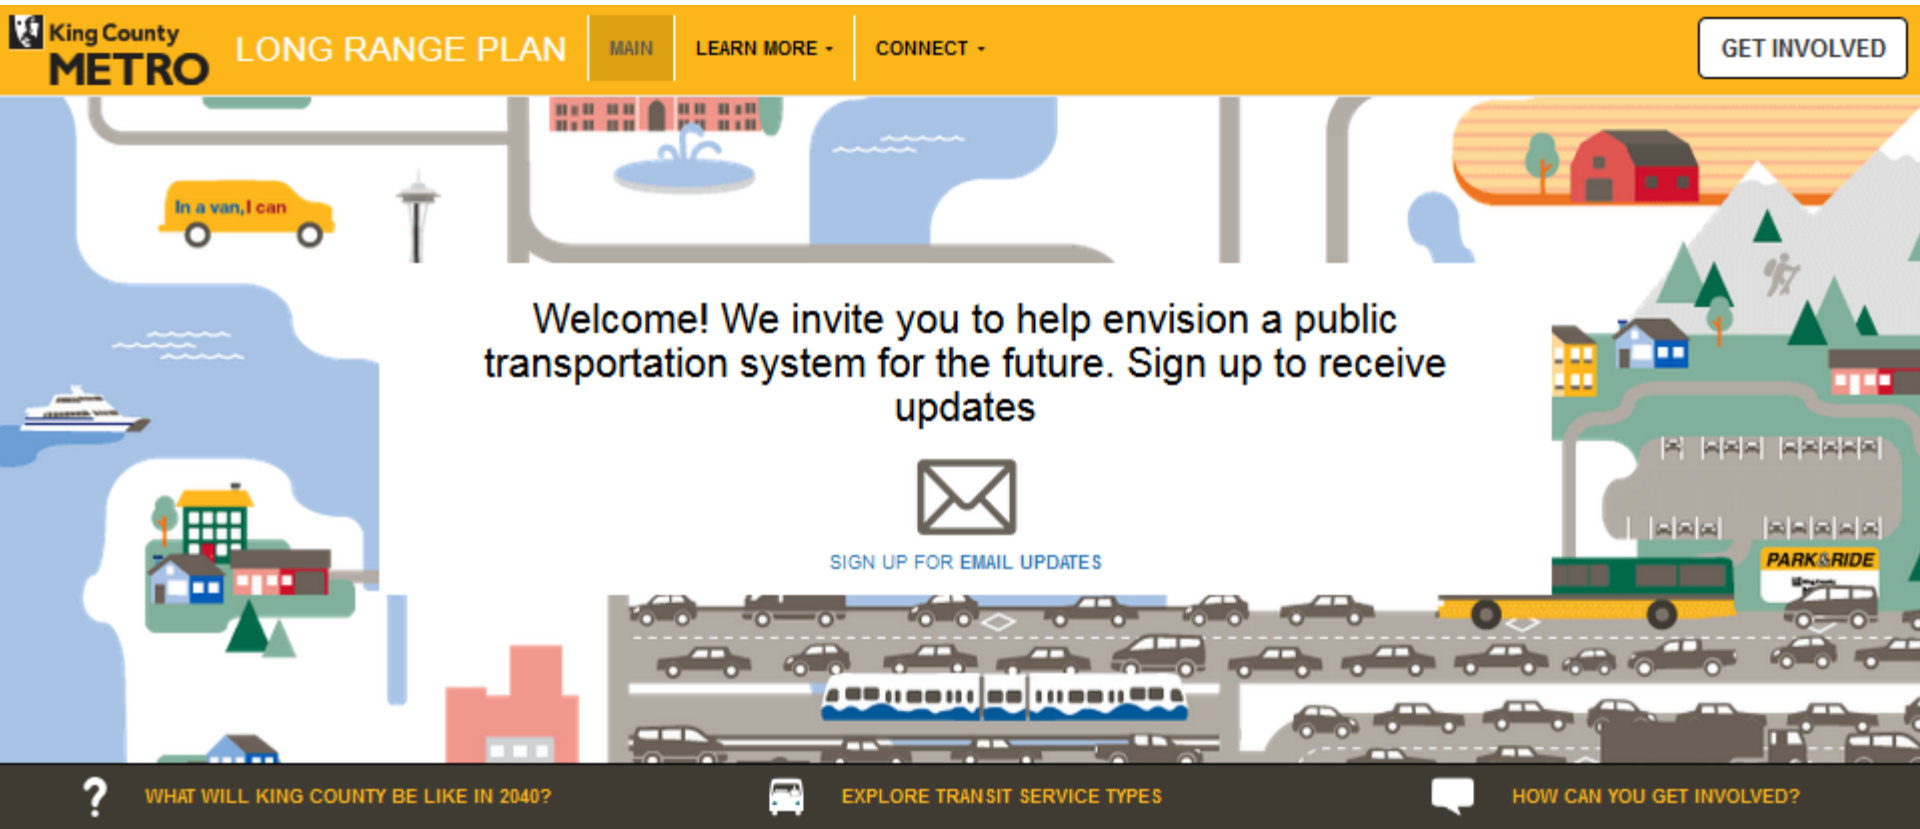 King County
METRO
LONG RANGE PLAN
MAIN
LEARN MORE
CONNECT
GET INVOLVED
In a van, I can
Welcome! We invite you to help envision a public
transportation system for the future. Sign up to receive
updates
SIGN UP FOR EMAIL UPDATES
PARK & RIDE
King County
WHAT WILL KING COUNTY BE LIKE IN 2040?
EXPLORE TRANSIT SERVICE TYPES
HOW CAN YOU GET INVOLVED?